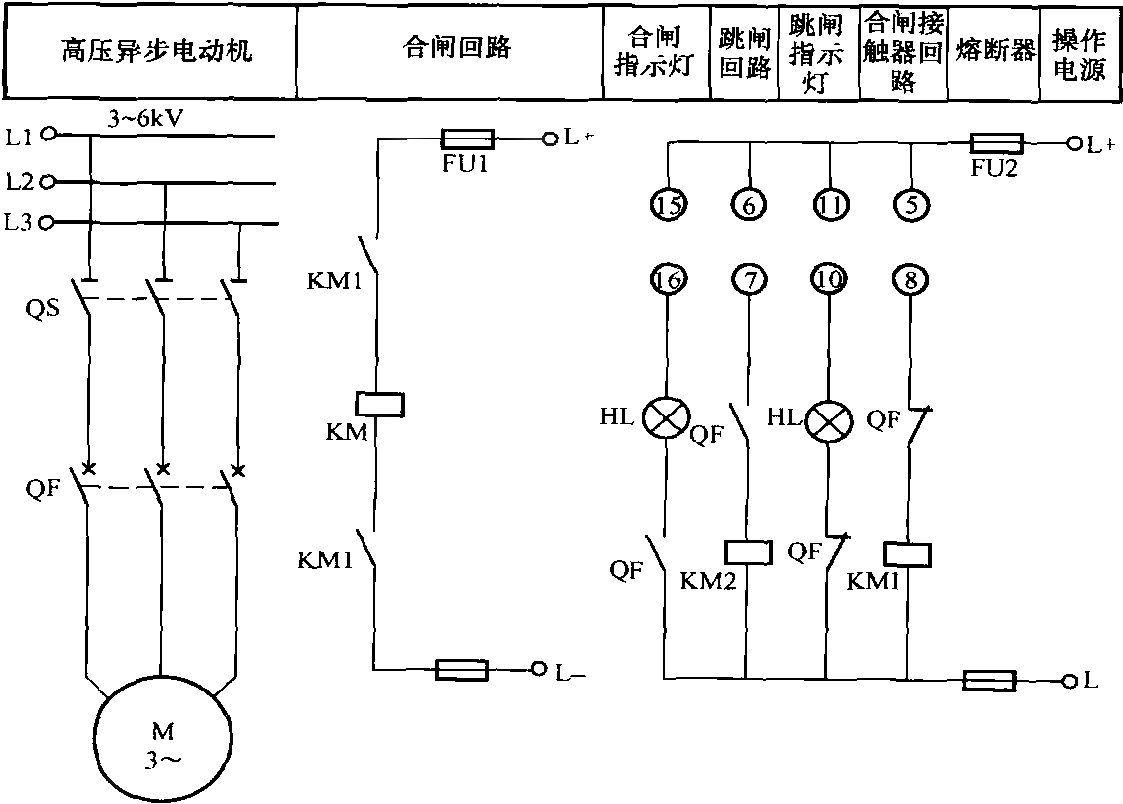 高压异步电动机
合闸回路
合闸
指示灯
跳闸
回路
跳闸
指示
灯
合闸接
触器回
路
熔断器
操作
电源
3~6kV
L1
L2
L3
FU1
L+
FU2
L+
15
6
11
5
KM1
16
7
10
8
QS
KM
HL
QF
HL
QF
QF
KM1
QF
KM2
QF
KM1
L-
L
M
3~